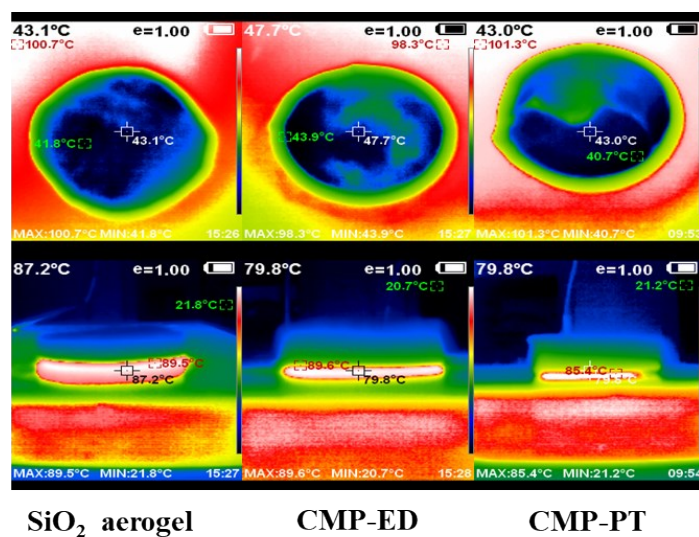 43.1°C e=1.00
100.7°C
41.8°C
43.1°C
MAX:100.7°C MIN:41.8°C 15:26
47.7°C e=1.00
98.3°C
43.9°C
47.7°C
MAX:98.3°C MIN:43.9°C 15:27
43.0°C e=1.00
101.3°C
43.0°C
40.7°C
MAX:101.3°C MIN:40.7°C 09:53
87.2°C e=1.00
21.8°C
89.5°C
87.2°C
MAX:89.5°C MIN:21.8°C 15:27
79.8°C e=1.00
20.7°C
89.6°C
79.8°C
MAX:89.6°C MIN:20.7°C 15:28
79.8°C e=1.00
21.2°C
85.4°C
MAX:85.4°C MIN:21.2°C 09:54
SiO₂ aerogel CMP-ED CMP-PT